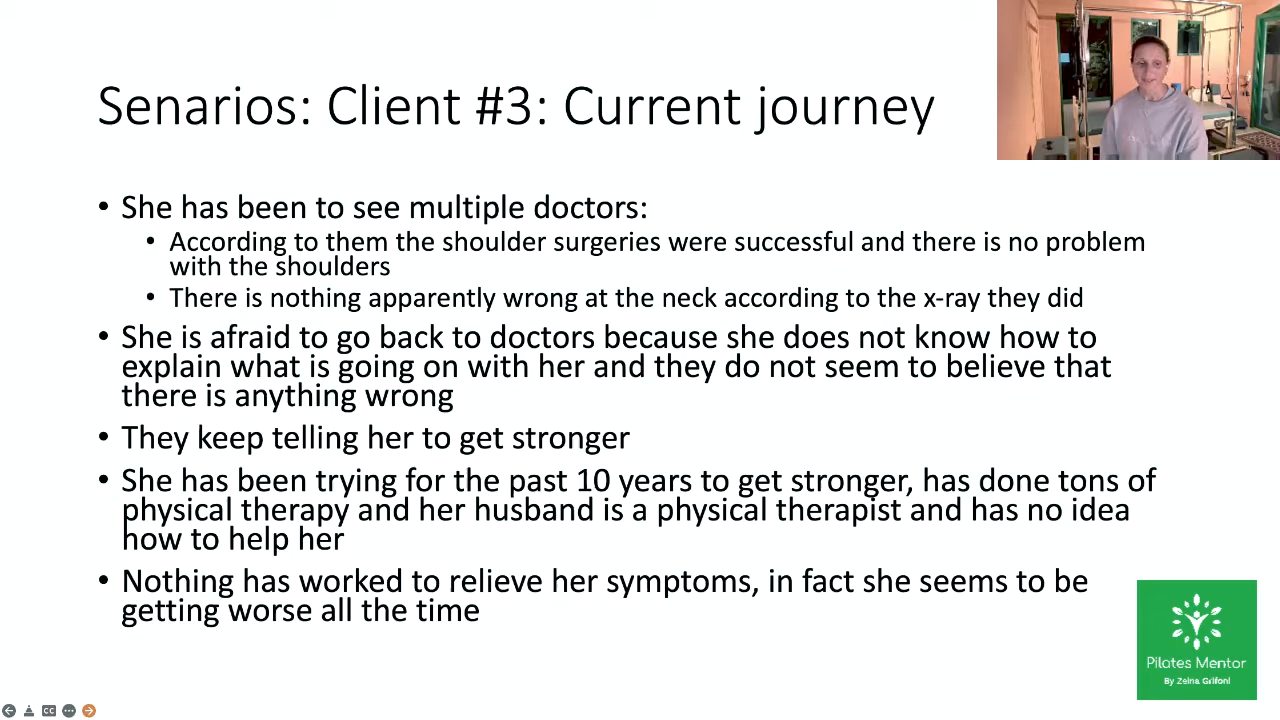 Senarios: Client #3: Current journey
• She has been to see multiple doctors:
• According to them the shoulder surgeries were successful and there is no problem
with the shoulders
• There is nothing apparently wrong at the neck according to the x-ray they did
• She is afraid to go back to doctors because she does not know how to
explain what is going on with her and they do not seem to believe that
there is anything wrong
• They keep telling her to get stronger
• She has been trying for the past 10 years to get stronger, has done tons of
physical therapy and her husband is a physical therapist and has no idea
how to help her
• Nothing has worked to relieve her symptoms, in fact she seems to be
getting worse all the time
Pilates Mentor
By Zeina Grifoni
CC